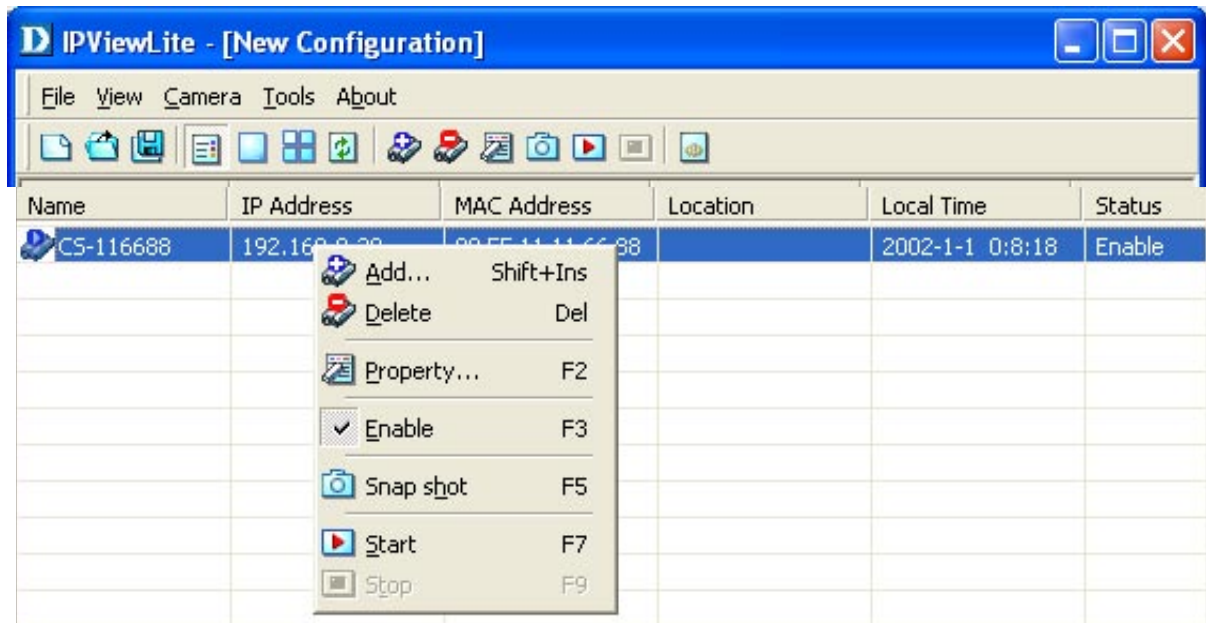 IPViewLite - [New Configuration]
File View Camera Tools About
Name IP Address MAC Address Location Local Time Status
CS-116688 88 2002-1-1 0:8:18 Enable
Add... Shift+Ins
Delete Del
Property... F2
Enable F3
Snap shot F5
Start F7
Stop F9